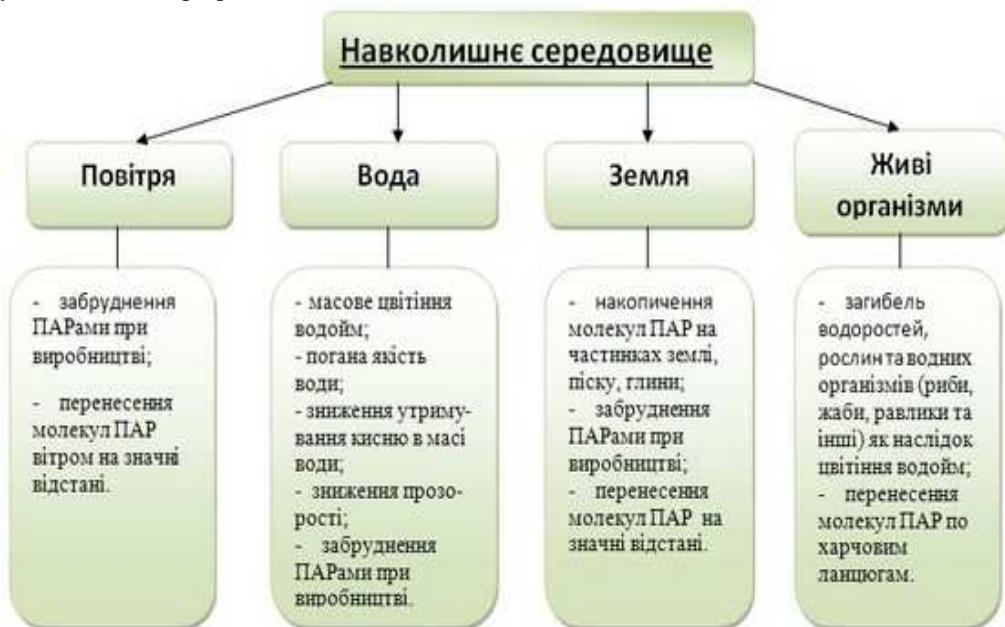 Навколишнє середовище
Повітря
Вода
Земля
Живі
організми
- забруднення
ПАРами при
виробництві;
- перенесення
молекул ПАР
вітром на значні
відстані.
- масове цвітіння
водойм;
- погана якість
води;
- зниження утриму-
вання кисню в масі
води;
- зниження прозо-
рості;
- забруднення
ПАРами при
виробництві.
- накопичення
молекул ПАР на
частинках землі,
піску, глини;
- забруднення
ПАРами при
виробництві;
- перенесення
молекул ПАР на
значні відстані.
- загибель
водоростей,
рослин та водних
організмів (риби,
жаби, равлики та
інші) як наслідок
цвітіння водойм;
- перенесення
молекул ПАР по
харчовим
ланцюгам.